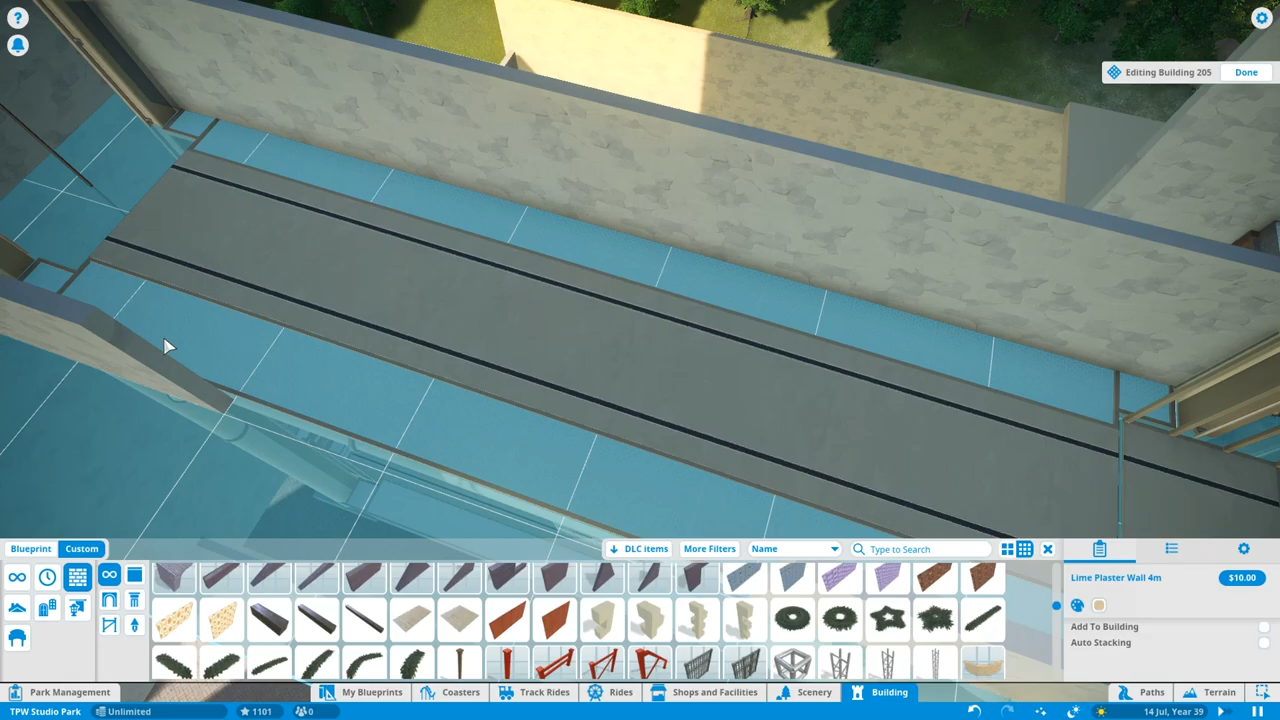 ?
Editing Building 205
Done
Blueprint
Custom
DLC items
More Filters
Name
Type to Search
Lime Plaster Wall 4m
$10.00
Add To Building
Auto Stacking
Park Management
My Blueprints
Coasters
Track Rides
Rides
Shops and Facilities
Scenery
Building
Paths
Terrain
TPW Studio Park
Unlimited
1101
0
14 Jul, Year 39